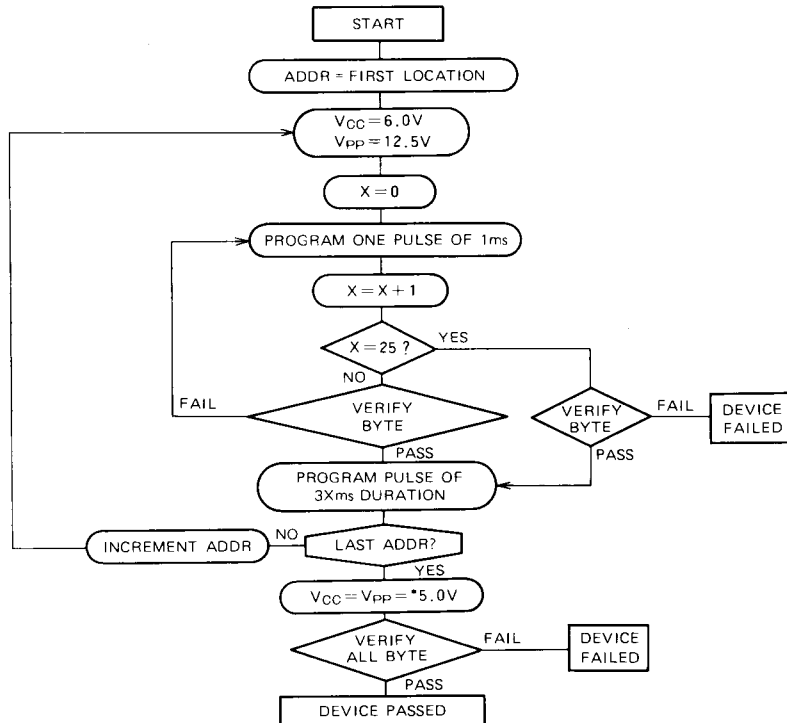 START
ADDR = FIRST LOCATION
VCC = 6.0V
VPP = 12.5V
X = 0
PROGRAM ONE PULSE OF 1ms
X = X + 1
X = 25 ?
YES
NO
FAIL
VERIFY
BYTE
VERIFY
BYTE
FAIL
DEVICE
FAILED
PASS
PASS
PROGRAM PULSE OF
3Xms DURATION
INCREMENT ADDR
NO
LAST ADDR?
YES
VCC = VPP = *5.0V
VERIFY
ALL BYTE
FAIL
DEVICE
FAILED
PASS
DEVICE PASSED